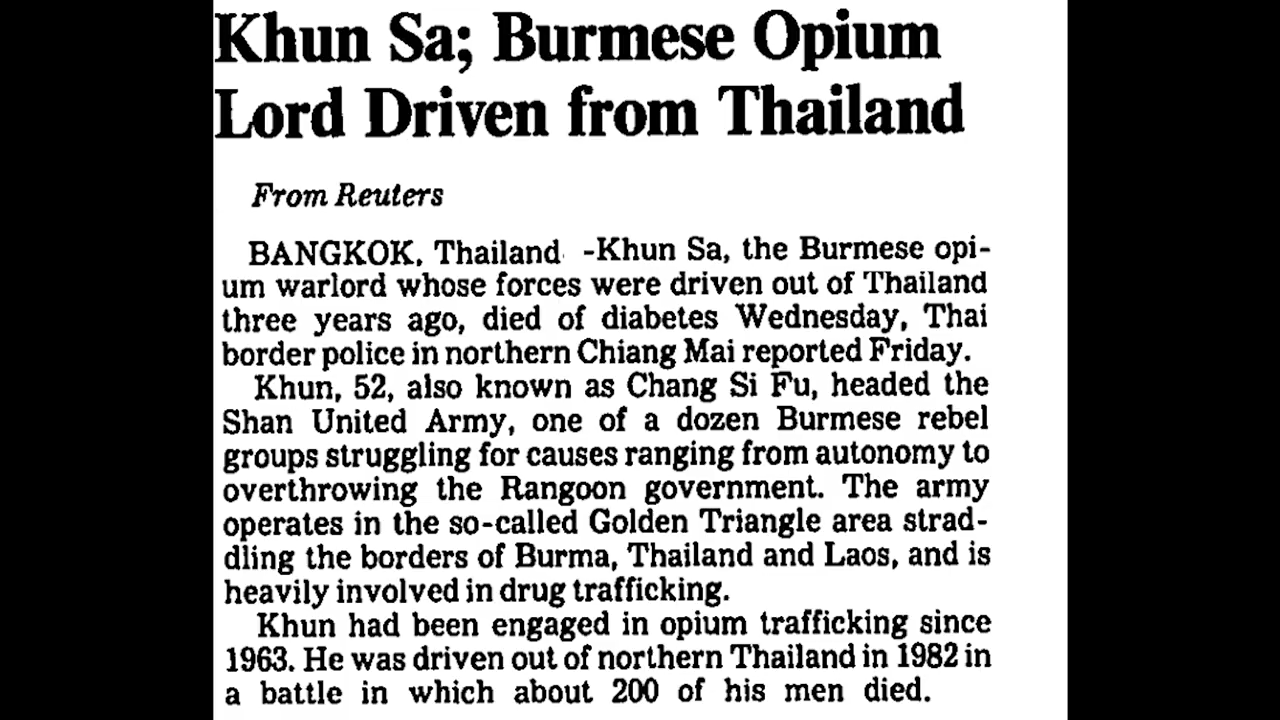 Khun Sa; Burmese Opium
Lord Driven from Thailand
From Reuters
BANGKOK, Thailand -Khun Sa, the Burmese opi-
um warlord whose forces were driven out of Thailand
three years ago, died of diabetes Wednesday, Thai
border police in northern Chiang Mai reported Friday.
Khun, 52, also known as Chang Si Fu, headed the
Shan United Army, one of a dozen Burmese rebel
groups struggling for causes ranging from autonomy to
overthrowing the Rangoon government. The army
operates in the so-called Golden Triangle area strad-
dling the borders of Burma, Thailand and Laos, and is
heavily involved in drug trafficking.
Khun had been engaged in opium trafficking since
1963. He was driven out of northern Thailand in 1982 in
a battle in which about 200 of his men died.